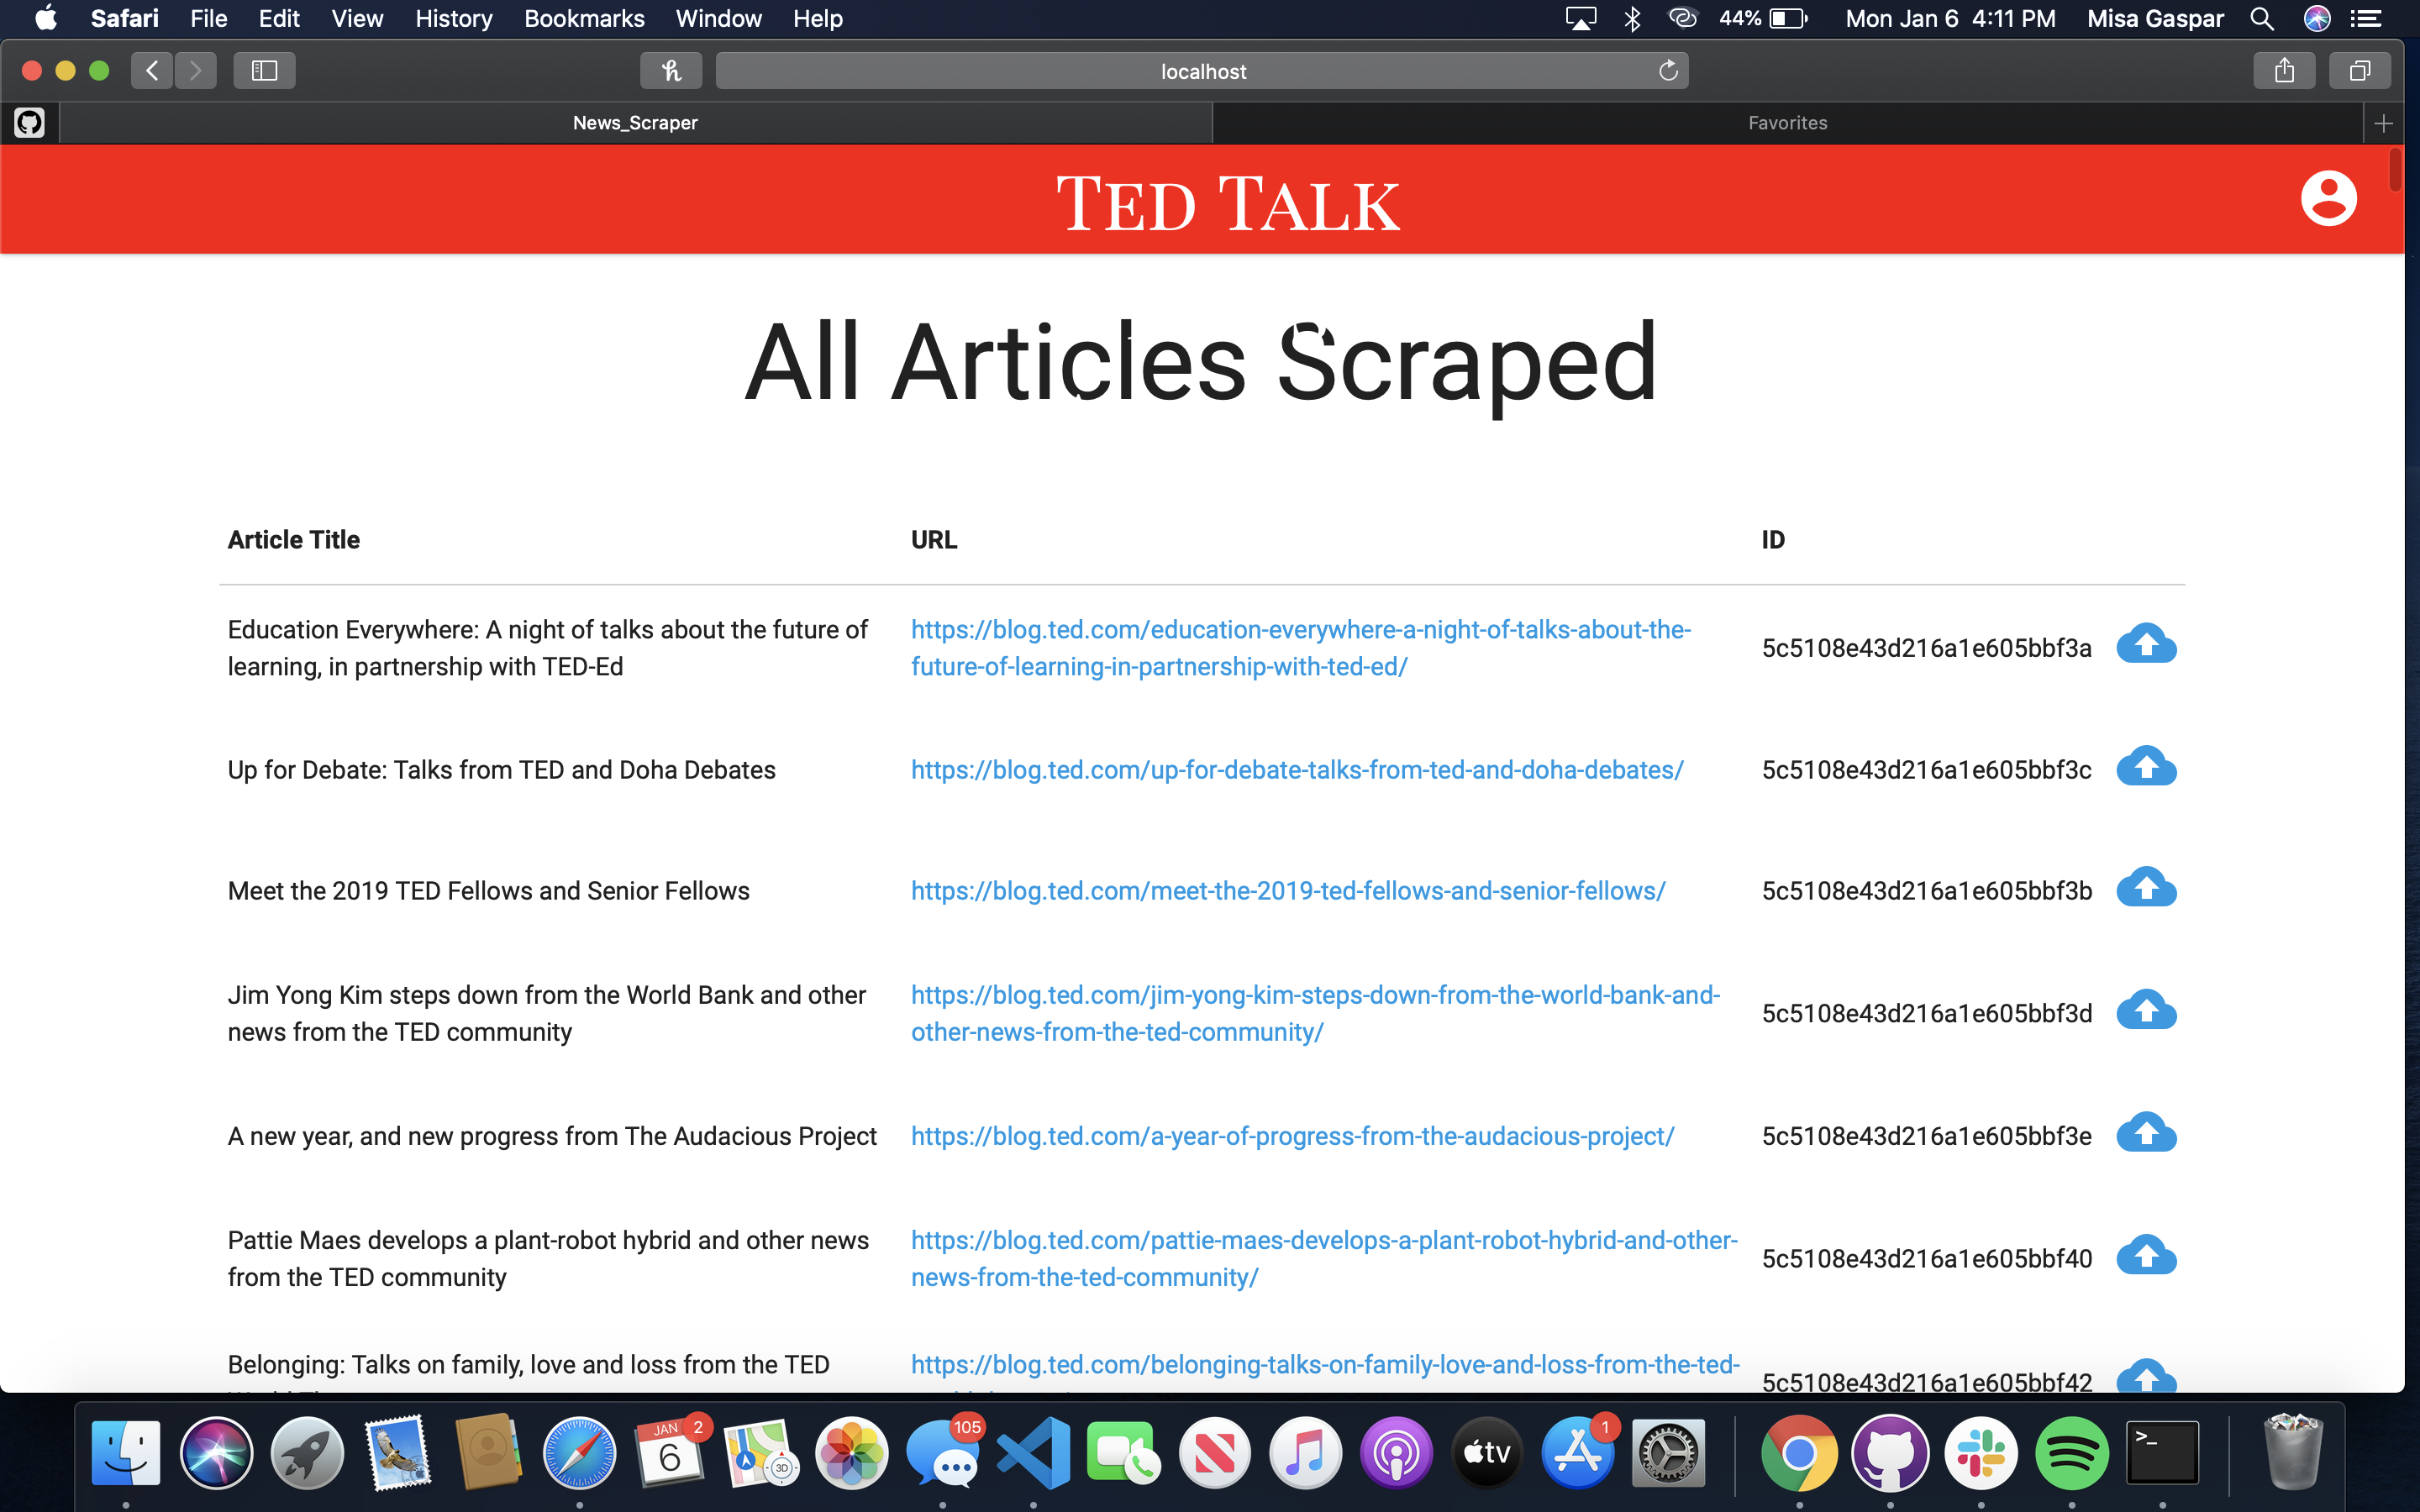 Safari File Edit View History Bookmarks Window Help 44% Mon Jan 6 4:11 PM Misa Gaspar
localhost
News_Scraper Favorites
TED TALK
All Articles Scraped
Article Title URL ID
Education Everywhere: A night of talks about the future of
learning, in partnership with TED-Ed
https://blog.ted.com/education-everywhere-a-night-of-talks-about-the-
future-of-learning-in-partnership-with-ted-ed/
5c5108e43d216a1e605bbf3a
Up for Debate: Talks from TED and Doha Debates
https://blog.ted.com/up-for-debate-talks-from-ted-and-doha-debates/
5c5108e43d216a1e605bbf3c
Meet the 2019 TED Fellows and Senior Fellows
https://blog.ted.com/meet-the-2019-ted-fellows-and-senior-fellows/
5c5108e43d216a1e605bbf3b
Jim Yong Kim steps down from the World Bank and other
news from the TED community
https://blog.ted.com/jim-yong-kim-steps-down-from-the-world-bank-and-
other-news-from-the-ted-community/
5c5108e43d216a1e605bbf3d
A new year, and new progress from The Audacious Project
https://blog.ted.com/a-year-of-progress-from-the-audacious-project/
5c5108e43d216a1e605bbf3e
Pattie Maes develops a plant-robot hybrid and other news
from the TED community
https://blog.ted.com/pattie-maes-develops-a-plant-robot-hybrid-and-other-
news-from-the-ted-community/
5c5108e43d216a1e605bbf40
Belonging: Talks on family, love and loss from the TED
https://blog.ted.com/belonging-talks-on-family-love-and-loss-from-the-ted-
5c5108e43d216a1e605bbf42
JAN 2
6
3D
105
tv
1
>_